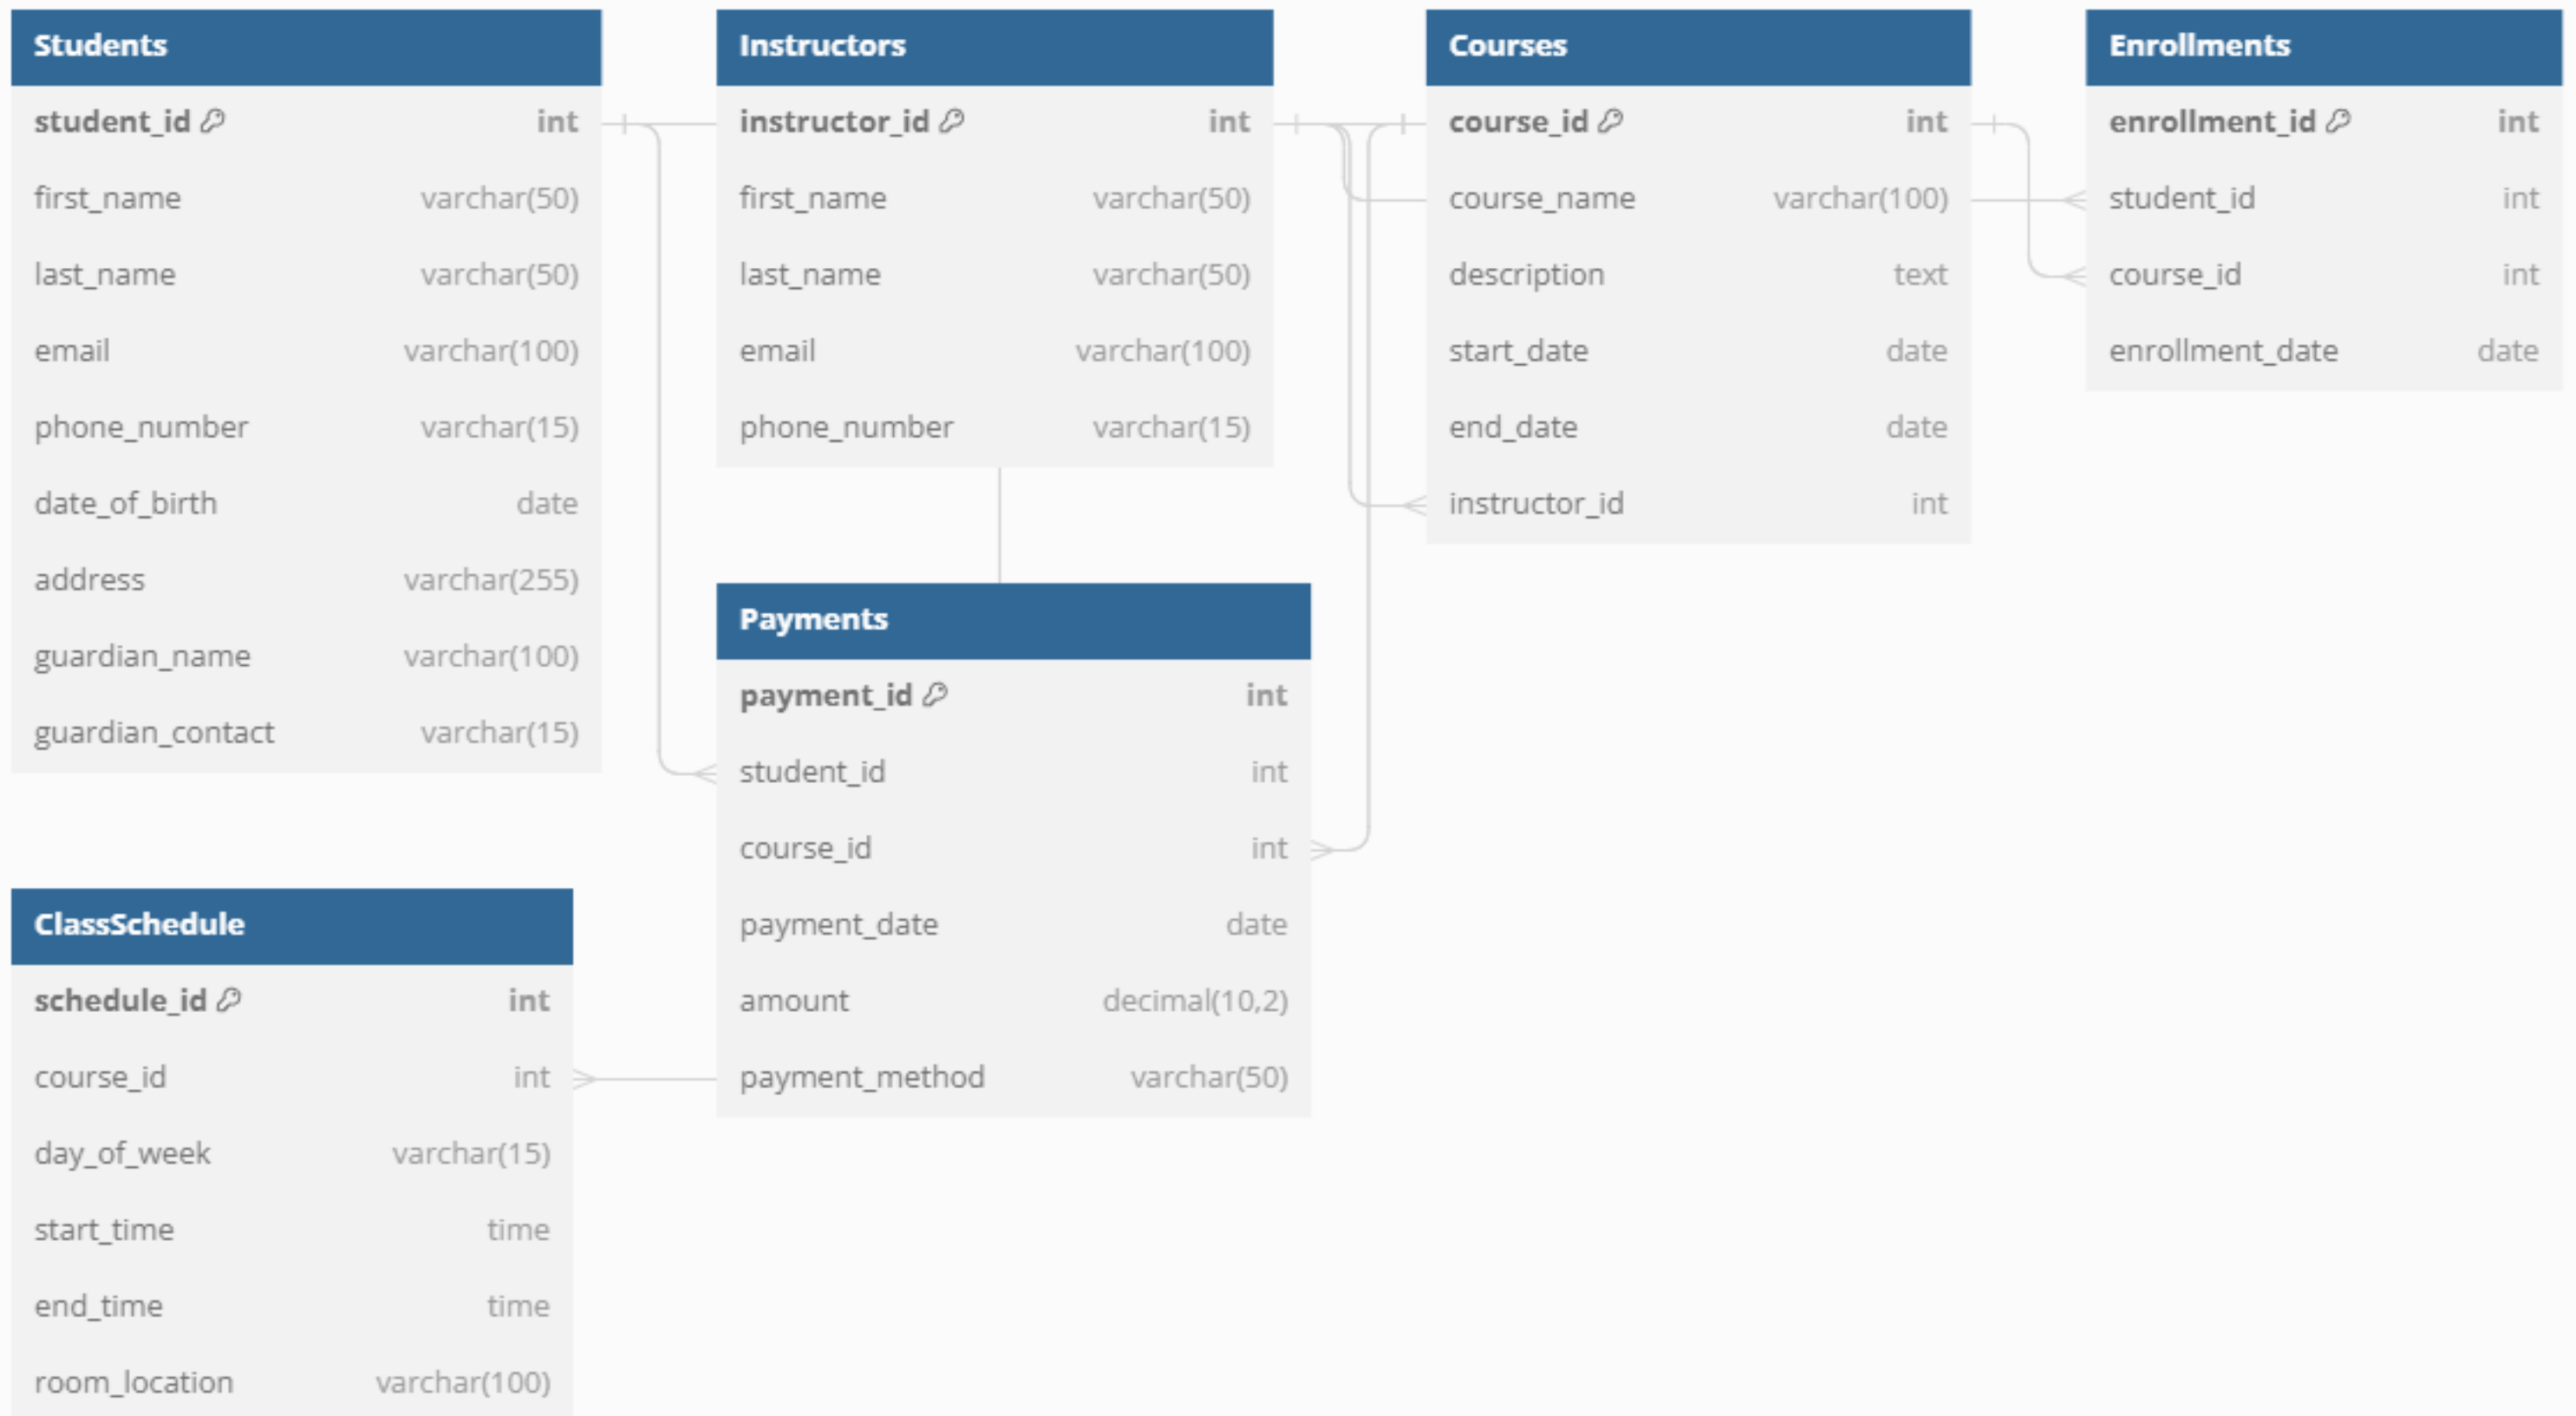 Students
student_id int
first_name varchar(50)
last_name varchar(50)
email varchar(100)
phone_number varchar(15)
date_of_birth date
address varchar(255)
guardian_name varchar(100)
guardian_contact varchar(15)
Instructors
instructor_id int
first_name varchar(50)
last_name varchar(50)
email varchar(100)
phone_number varchar(15)
Courses
course_id int
course_name varchar(100)
description text
start_date date
end_date date
instructor_id int
Enrollments
enrollment_id int
student_id int
course_id int
enrollment_date date
Payments
payment_id int
student_id int
course_id int
payment_date date
amount decimal(10,2)
payment_method varchar(50)
ClassSchedule
schedule_id int
course_id int
day_of_week varchar(15)
start_time time
end_time time
room_location varchar(100)